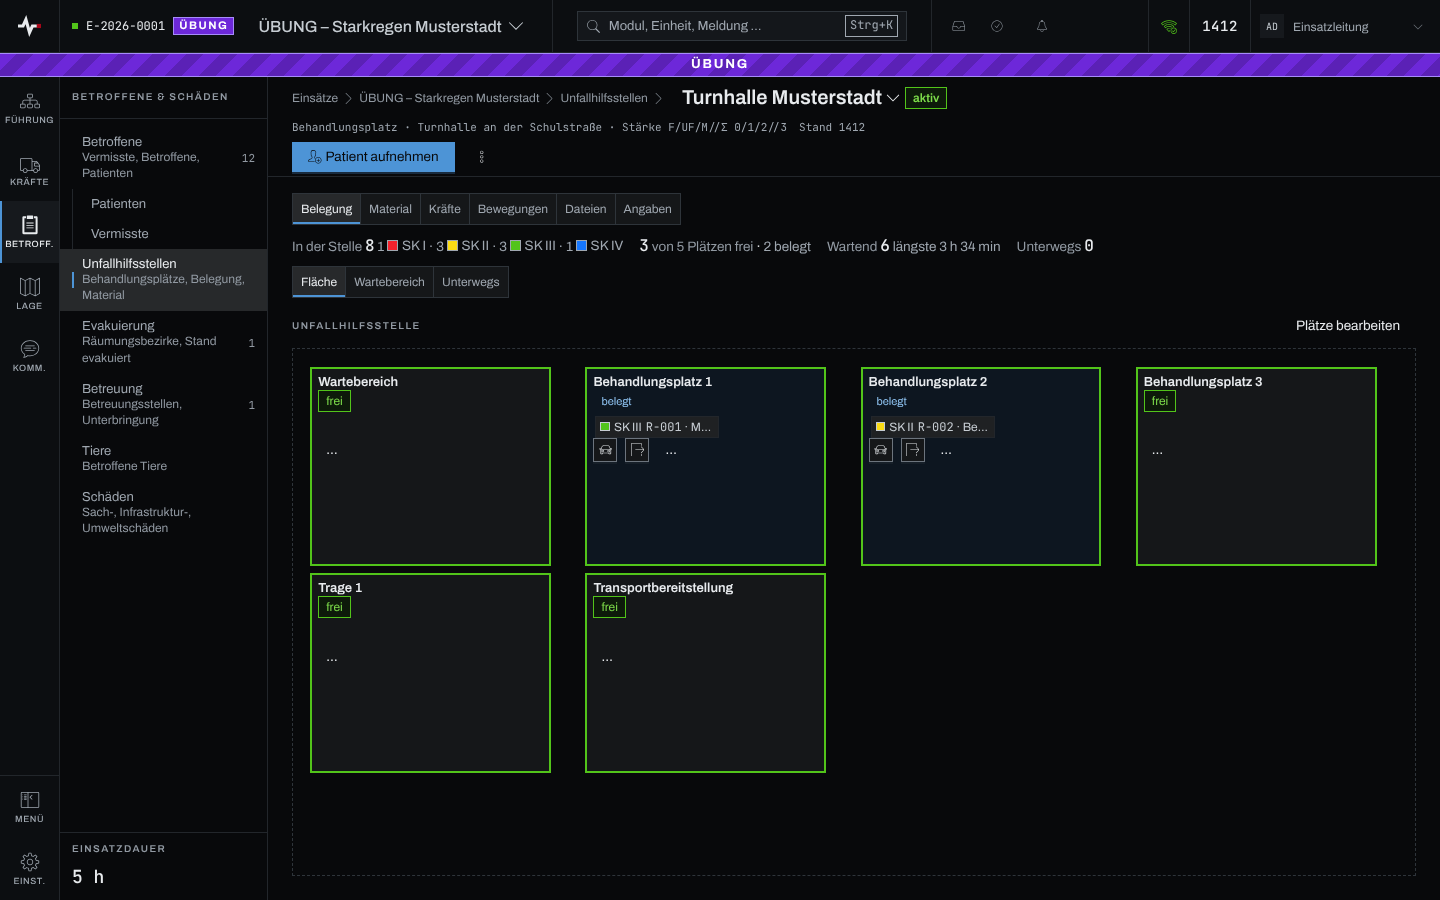 E-2026-0001 ÜBUNG ÜBUNG – Starkregen Musterstadt
Modul, Einheit, Meldung ... Strg+K
1412 AD Einsatzleitung
ÜBUNG
FÜHRUNG
KRÄFTE
BETROFF.
LAGE
KOMM.
MENÜ
EINST.
BETROFFENE & SCHÄDEN
Betroffene
Vermisste, Betroffene, 12
Patienten
Patienten
Vermisste
Unfallhilfsstellen
Behandlungsplätze, Belegung,
Material
Evakuierung
Räumungsbezirke, Stand 1
evakuiert
Betreuung
Betreuungsstellen, 1
Unterbringung
Tiere
Betroffene Tiere
Schäden
Sach-, Infrastruktur-,
Umweltschäden
EINSATZDAUER
5 h
Einsätze ÜBUNG – Starkregen Musterstadt Unfallhilfsstellen Turnhalle Musterstadt aktiv
Behandlungsplatz · Turnhalle an der Schulstraße · Stärke F/UF/M//Σ 0/1/2//3 Stand 1412
Patient aufnehmen
Belegung Material Kräfte Bewegungen Dateien Angaben
In der Stelle 8 1 SK I · 3 SK II · 3 SK III · 1 SK IV 3 von 5 Plätzen frei · 2 belegt Wartend 6 längste 3 h 34 min Unterwegs 0
Fläche Wartebereich Unterwegs
UNFALLHILFSSTELLE Plätze bearbeiten
Wartebereich
frei
...
Behandlungsplatz 1
belegt
SK III R-001 · M...
...
Behandlungsplatz 2
belegt
SK II R-002 · Be...
...
Behandlungsplatz 3
frei
...
Trage 1
frei
...
Transportbereitstellung
frei
...